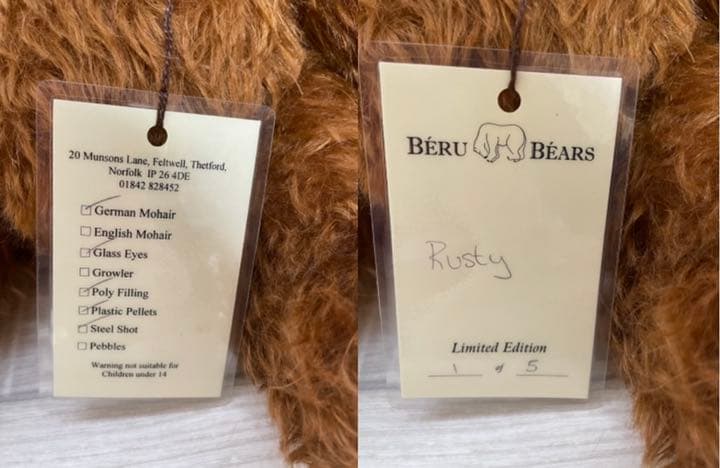 20 Munsons Lane, Feltwell, Thetford,
Norfolk IP 26 4DE
01842 828452
☑ German Mohair
☐ English Mohair
☑ Glass Eyes
☐ Growler
☑ Poly Filling
☑ Plastic Pellets
☑ Steel Shot
☐ Pebbles
Warning not suitable for
Children under 14
BÉRU BÉARS
Rusty
Limited Edition
1 of 5